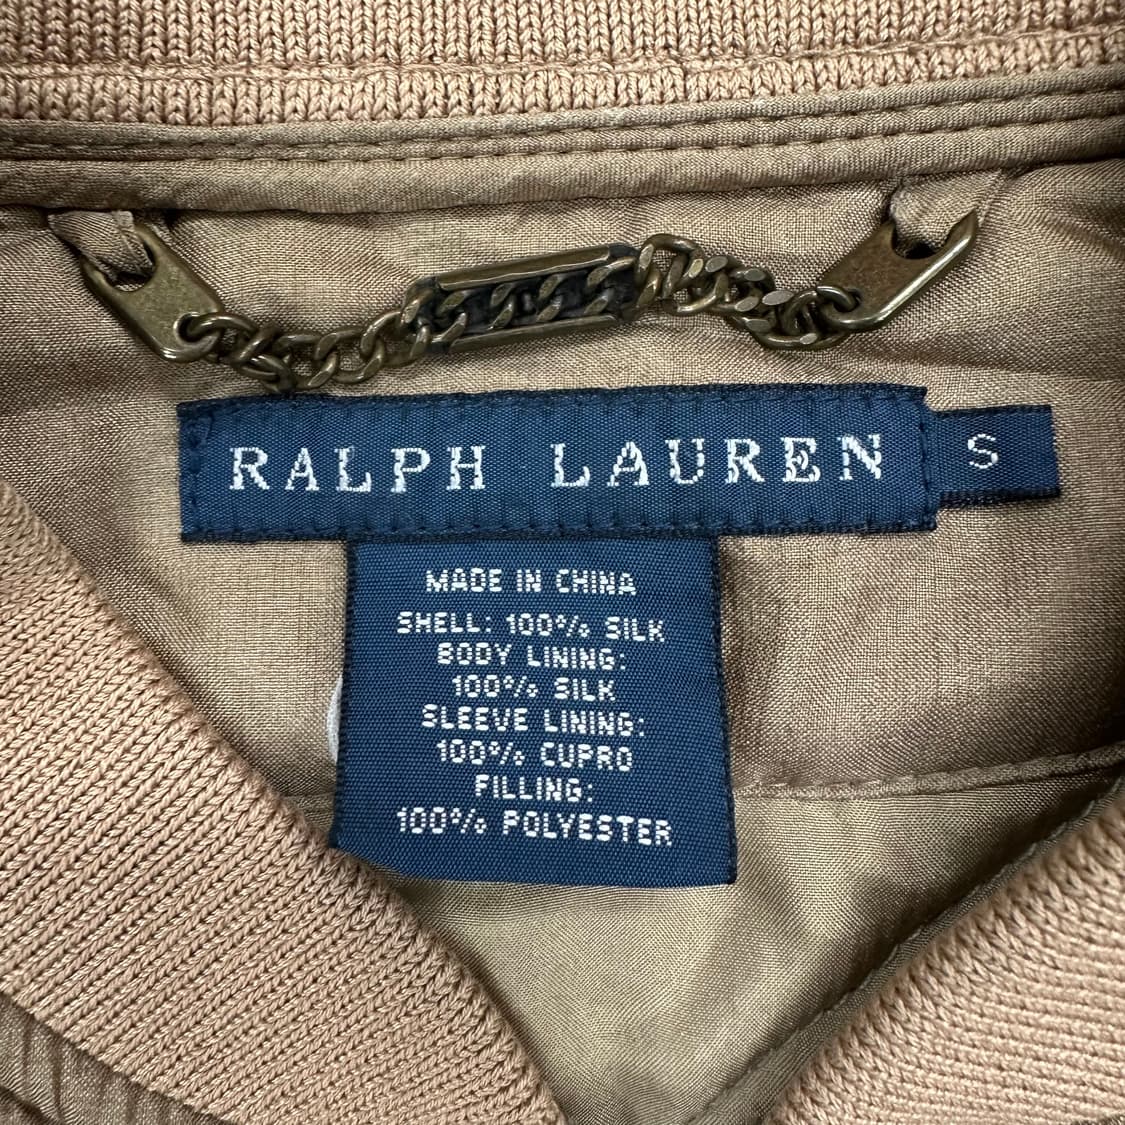 RALPH LAUREN S
MADE IN CHINA
SHELL: 100% SILK
BODY LINING:
100% SILK
SLEEVE LINING:
100% CUPRO
FILLING:
100% POLYESTER